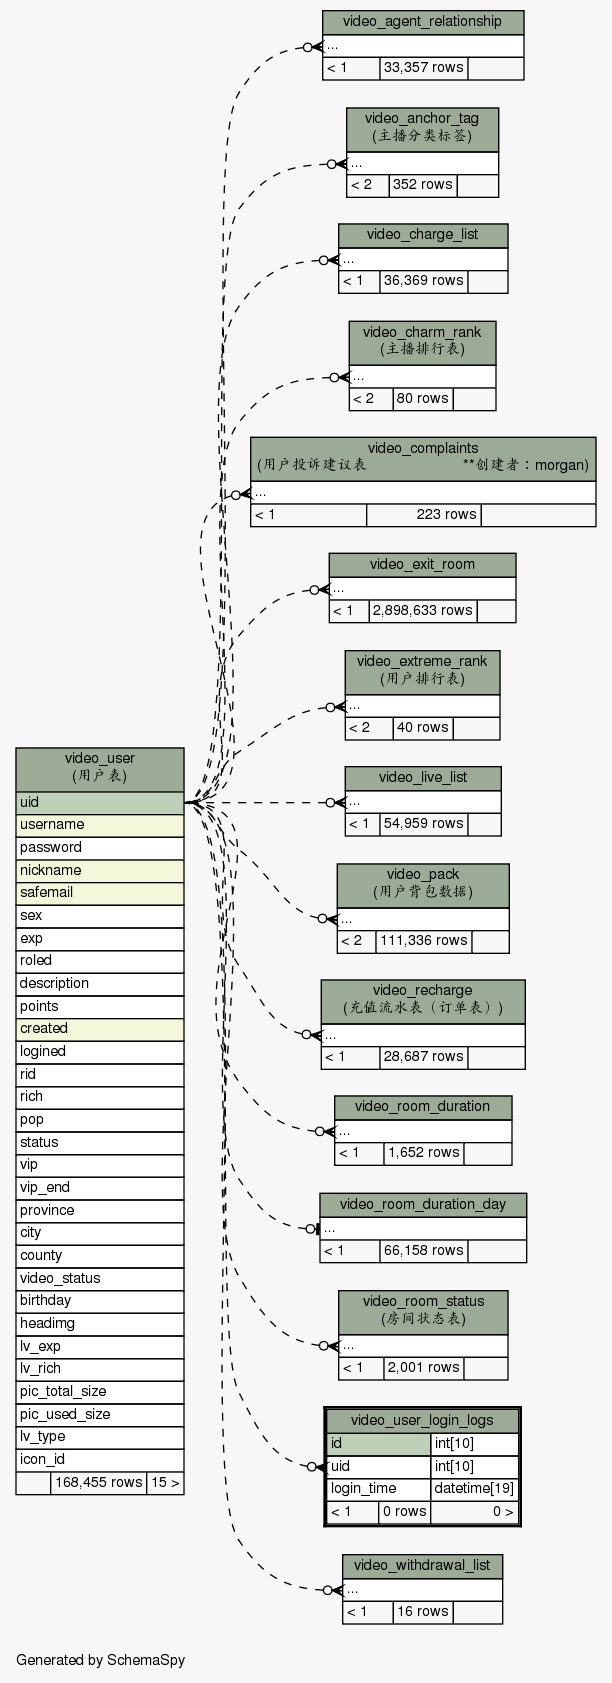 video_agent_relationship
...
< 1 33,357 rows
video_anchor_tag
(主播分类标签)
...
< 2 352 rows
video_charge_list
...
< 1 36,369 rows
video_charm_rank
(主播排行表)
...
< 2 80 rows
video_complaints
(用户投诉建议表 **创建者：morgan)
...
< 1 223 rows
video_exit_room
...
< 1 2,898,633 rows
video_extreme_rank
(用户排行表)
...
< 2 40 rows
video_user
(用户表)
uid
username
password
nickname
safemail
sex
exp
roled
description
points
created
logined
rid
rich
pop
status
vip
vip_end
province
city
county
video_status
birthday
headimg
lv_exp
lv_rich
pic_total_size
pic_used_size
lv_type
icon_id
168,455 rows 15 >
video_live_list
...
< 1 54,959 rows
video_pack
(用户背包数据)
...
< 2 111,336 rows
video_recharge
(充值流水表（订单表）)
...
< 1 28,687 rows
video_room_duration
...
< 1 1,652 rows
video_room_duration_day
...
< 1 66,158 rows
video_room_status
(房间状态表)
...
< 1 2,001 rows
video_user_login_logs
id int[10]
uid int[10]
login_time datetime[19]
< 1 0 rows 0 >
video_withdrawal_list
...
< 1 16 rows
Generated by SchemaSpy